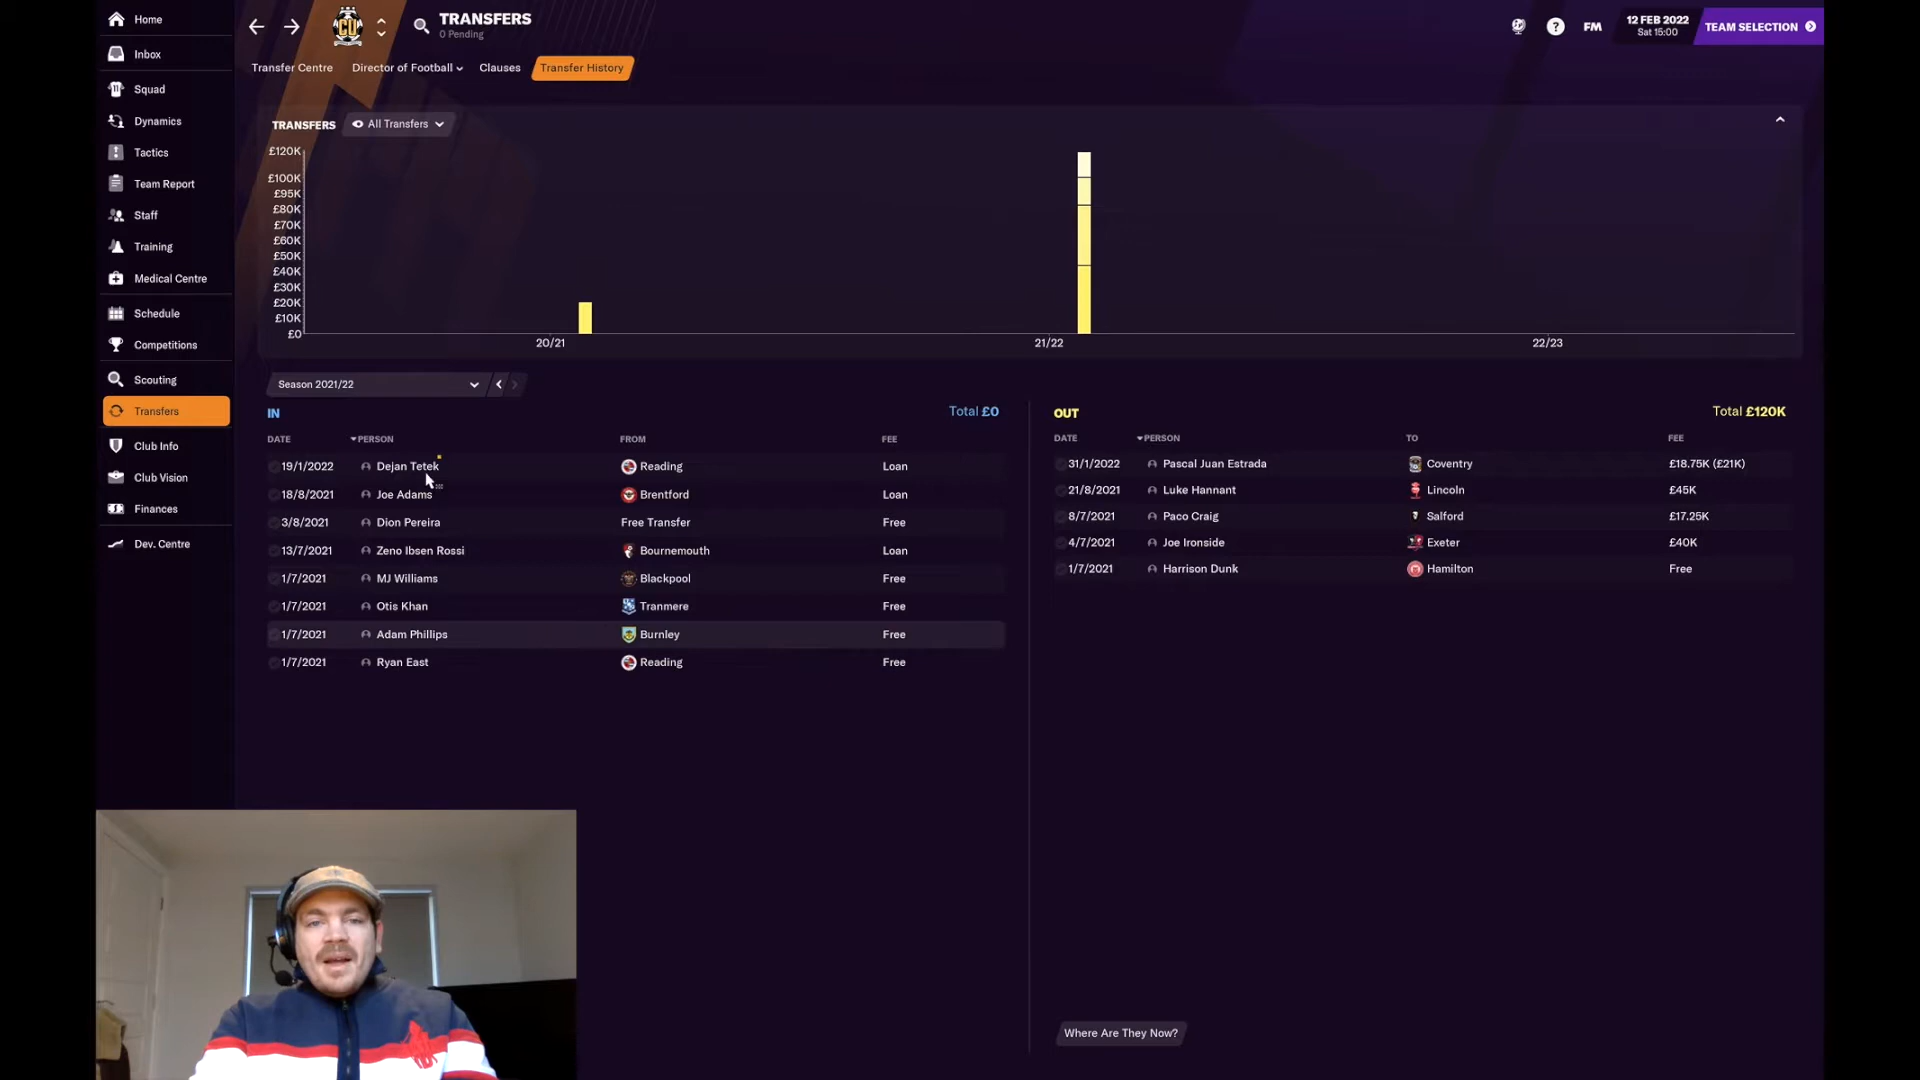 Home
Inbox
Squad
Dynamics
Tactics
Team Report
Staff
Training
Medical Centre
Schedule
Competitions
Scouting
Transfers
Club Info
Club Vision
Finances
Dev. Centre
CU
TRANSFERS
0 Pending
? FM 12 FEB 2022 TEAM SELECTION
Sat 15:00
Transfer Centre Director of Football Clauses Transfer History
TRANSFERS All Transfers
£120K
£100K
£95K
£80K
£70K
£60K
£50K
£40K
£30K
£20K
£10K
£0
20/21 21/22 22/23
Season 2021/22
IN Total £0
DATE PERSON FROM FEE
19/1/2022 Dejan Tetek Reading Loan
18/8/2021 Joe Adams Brentford Loan
3/8/2021 Dion Pereira Free Transfer Free
13/7/2021 Zeno Ibsen Rossi Bournemouth Loan
1/7/2021 MJ Williams Blackpool Free
1/7/2021 Otis Khan Tranmere Free
1/7/2021 Adam Phillips Burnley Free
1/7/2021 Ryan East Reading Free
OUT Total £120K
DATE PERSON TO FEE
31/1/2022 Pascal Juan Estrada Coventry £18.75K (£21K)
21/8/2021 Luke Hannant Lincoln £45K
8/7/2021 Paco Craig Salford £17.25K
4/7/2021 Joe Ironside Exeter £40K
1/7/2021 Harrison Dunk Hamilton Free
Where Are They Now?